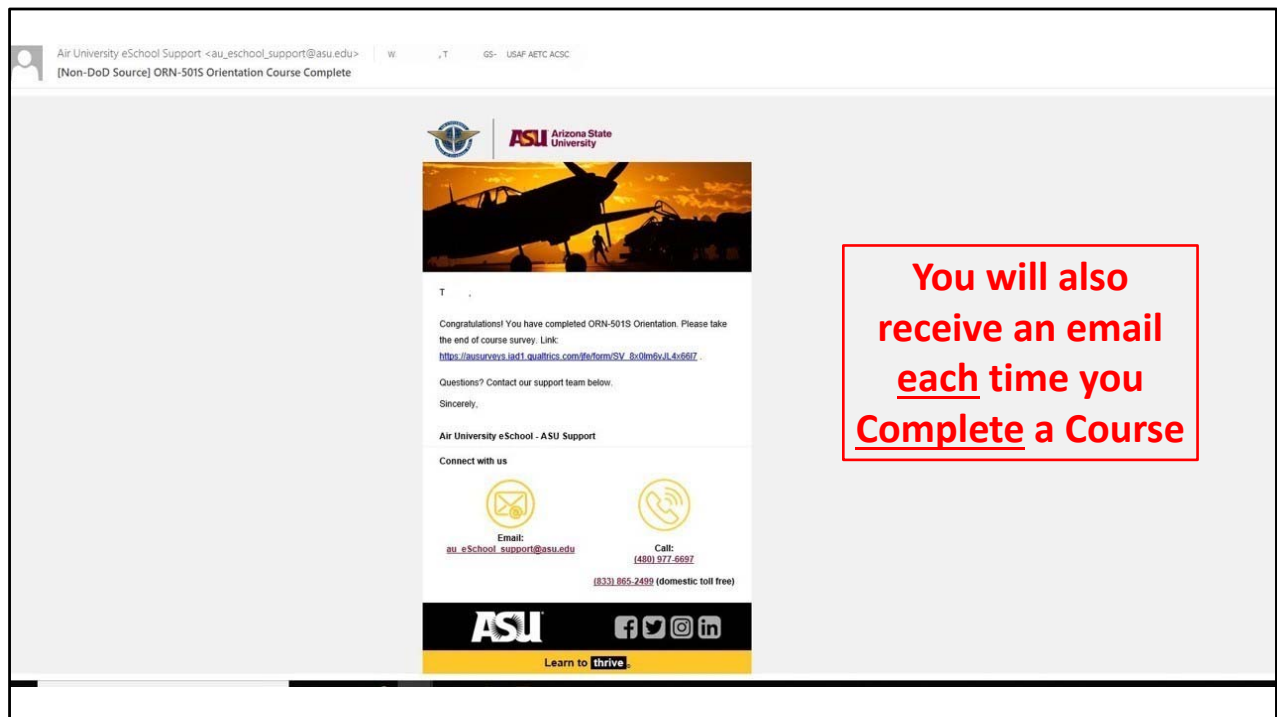 Air University eSchool Support <au_eschool_support@asu.edu> W. , T GS- USAF AETC ACSC
[Non-DoD Source] ORN-501S Orientation Course Complete
ASU Arizona State
University
T ,
Congratulations! You have completed ORN-501S Orientation. Please take
the end of course survey. Link:
https://ausurveys.iad1.qualtrics.com/jfe/form/SV_8x0lm6vJL4x66l7 .
Questions? Contact our support team below.
Sincerely,
Air University eSchool - ASU Support
Connect with us
Email:
au_eSchool_support@asu.edu
Call:
(480) 977-6697
(833) 865-2499 (domestic toll free)
ASU
Learn to thrive
You will also
receive an email
each time you
Complete a Course